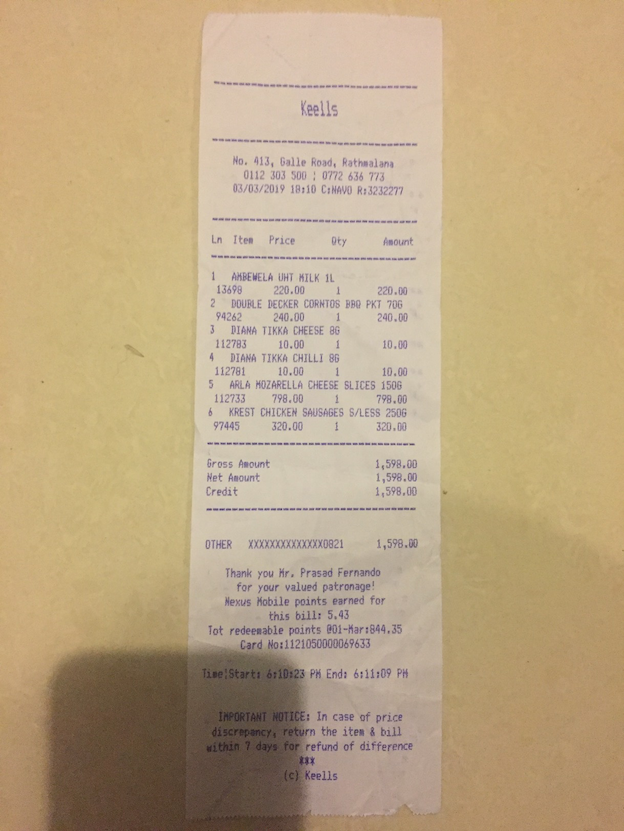 Keells
No. 413, Galle Road, Rathmalana
0112 303 500 ¦ 0772 636 773
03/03/2019 18:10 C:NAVO R:3232277
Ln Item Price Qty Amount
1 AMBEWELA UHT MILK 1L
13698 220.00 1 220.00
2 DOUBLE DECKER CORNTOS BBQ PKT 70G
94262 240.00 1 240.00
3 DIANA TIKKA CHEESE 8G
112783 10.00 1 10.00
4 DIANA TIKKA CHILLI 8G
112781 10.00 1 10.00
5 ARLA MOZARELLA CHEESE SLICES 150G
112733 798.00 1 798.00
6 KREST CHICKEN SAUSAGES S/LESS 250G
97445 320.00 1 320.00
Gross Amount 1,598.00
Net Amount 1,598.00
Credit 1,598.00
OTHER XXXXXXXXXXXXXX0821 1,598.00
Thank you Mr. Prasad Fernando
for your valued patronage!
Nexus Mobile points earned for
this bill: 5.43
Tot redeemable points @01-Mar:844.35
Card No:1121050000069633
Time¦Start: 6:10:23 PM End: 6:11:09 PM
IMPORTANT NOTICE: In case of price
discrepancy, return the item & bill
within 7 days for refund of difference
***
(c) Keells